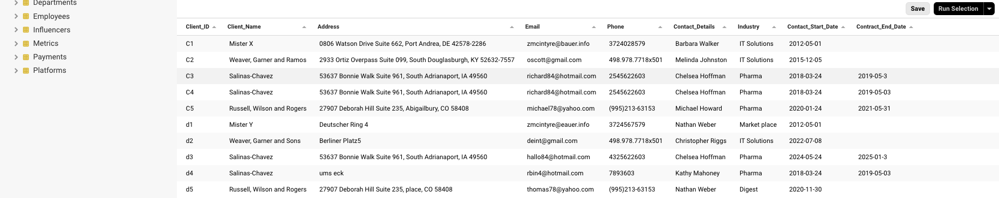 Departments
Employees
Influencers
Metrics
Payments
Platforms
Save Run Selection
Client_ID Client_Name Address Email Phone Contact_Details Industry Contact_Start_Date Contract_End_Date
C1 Mister X 0806 Watson Drive Suite 662, Port Andrea, DE 42578-2286 zmcintyre@bauer.info 3724028579 Barbara Walker IT Solutions 2012-05-01
C2 Weaver, Garner and Ramos 2933 Ortiz Overpass Suite 099, South Douglasburgh, KY 52632-7557 oscott@gmail.com 498.978.7718x501 Melinda Johnston IT Solutions 2015-12-05
C3 Salinas-Chavez 53637 Bonnie Walk Suite 961, South Adrianaport, IA 49560 richard84@hotmail.com 2545622603 Chelsea Hoffman Pharma 2018-03-24 2019-05-3
C4 Salinas-Chavez 53637 Bonnie Walk Suite 961, South Adrianaport, IA 49560 richard84@hotmail.com 2545622603 Chelsea Hoffman Pharma 2018-03-24 2019-05-03
C5 Russell, Wilson and Rogers 27907 Deborah Hill Suite 235, Abigailbury, CO 58408 michael78@yahoo.com (995)213-63153 Michael Howard Pharma 2020-01-24 2021-05-31
d1 Mister Y Deutscher Ring 4 zmcintyre@eauer.info 3724567579 Nathan Weber Market place 2012-05-01
d2 Weaver, Garner and Sons Berliner Platz5 deint@gmail.com 498.978.7718x501 Christopher Riggs IT Solutions 2022-07-08
d3 Salinas-Chavez 53637 Bonnie Walk Suite 961, South Adrianaport, IA 49560 hallo84@hotmail.com 4325622603 Chelsea Hoffman Pharma 2024-05-24 2025-01-3
d4 Salinas-Chavez ums eck rbin4@hotmail.com 7893603 Kathy Mahoney Pharma 2018-03-24 2019-05-03
d5 Russell, Wilson and Rogers 27907 Deborah Hill Suite 235, place, CO 58408 thomas78@yahoo.com (995)213-63153 Nathan Weber Digest 2020-11-30